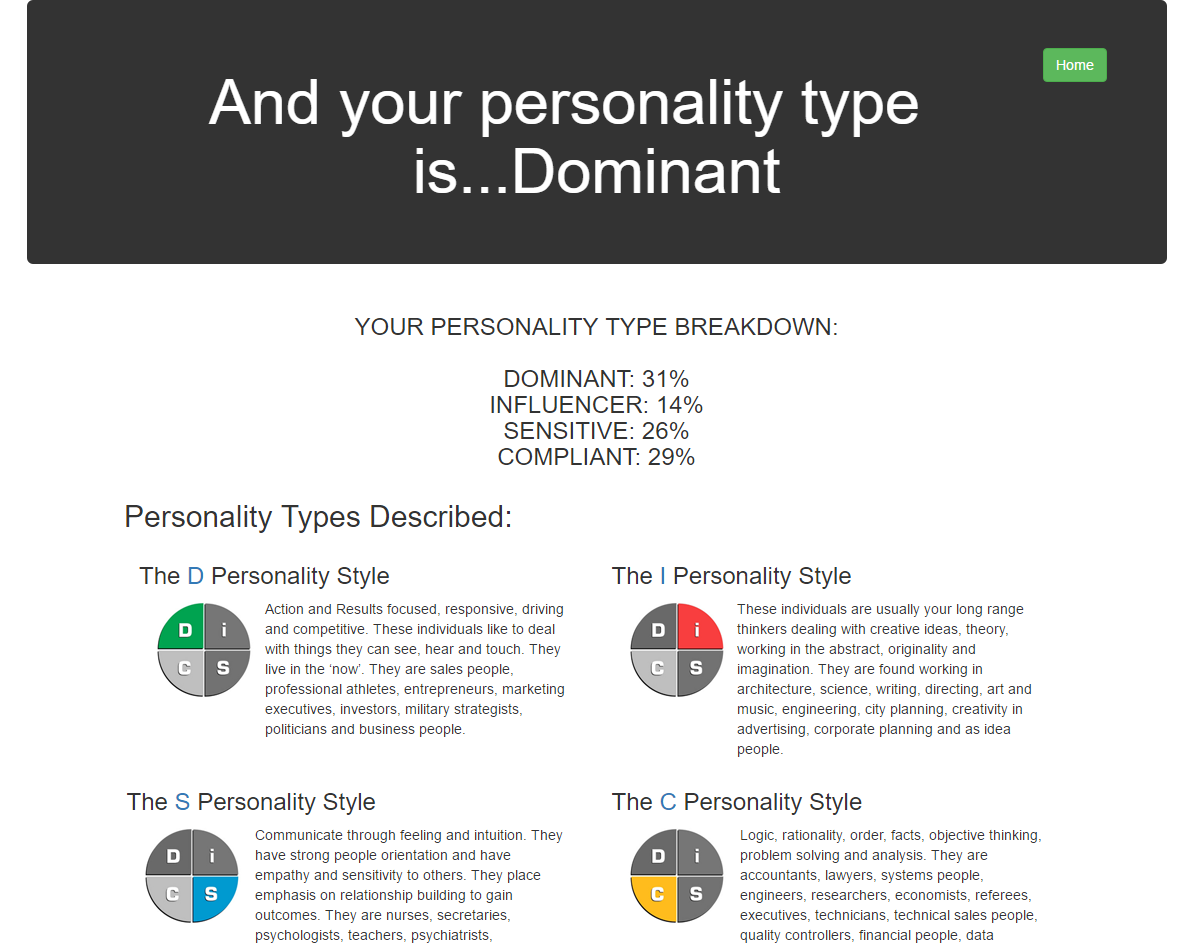 Home
And your personality type
is...Dominant
YOUR PERSONALITY TYPE BREAKDOWN:
DOMINANT: 31%
INFLUENCER: 14%
SENSITIVE: 26%
COMPLIANT: 29%
Personality Types Described:
The D Personality Style
D i
C S
Action and Results focused, responsive, driving
and competitive. These individuals like to deal
with things they can see, hear and touch. They
live in the ‘now’. They are sales people,
professional athletes, entrepreneurs, marketing
executives, investors, military strategists,
politicians and business people.
The I Personality Style
D i
C S
These individuals are usually your long range
thinkers dealing with creative ideas, theory,
working in the abstract, originality and
imagination. They are found working in
architecture, science, writing, directing, art and
music, engineering, city planning, creativity in
advertising, corporate planning and as idea
people.
The S Personality Style
D i
C S
Communicate through feeling and intuition. They
have strong people orientation and have
empathy and sensitivity to others. They place
emphasis on relationship building to gain
outcomes. They are nurses, secretaries,
psychologists, teachers, psychiatrists,
The C Personality Style
D i
C S
Logic, rationality, order, facts, objective thinking,
problem solving and analysis. They are
accountants, lawyers, systems people,
engineers, researchers, economists, referees,
executives, technicians, technical sales people,
quality controllers, financial people, data